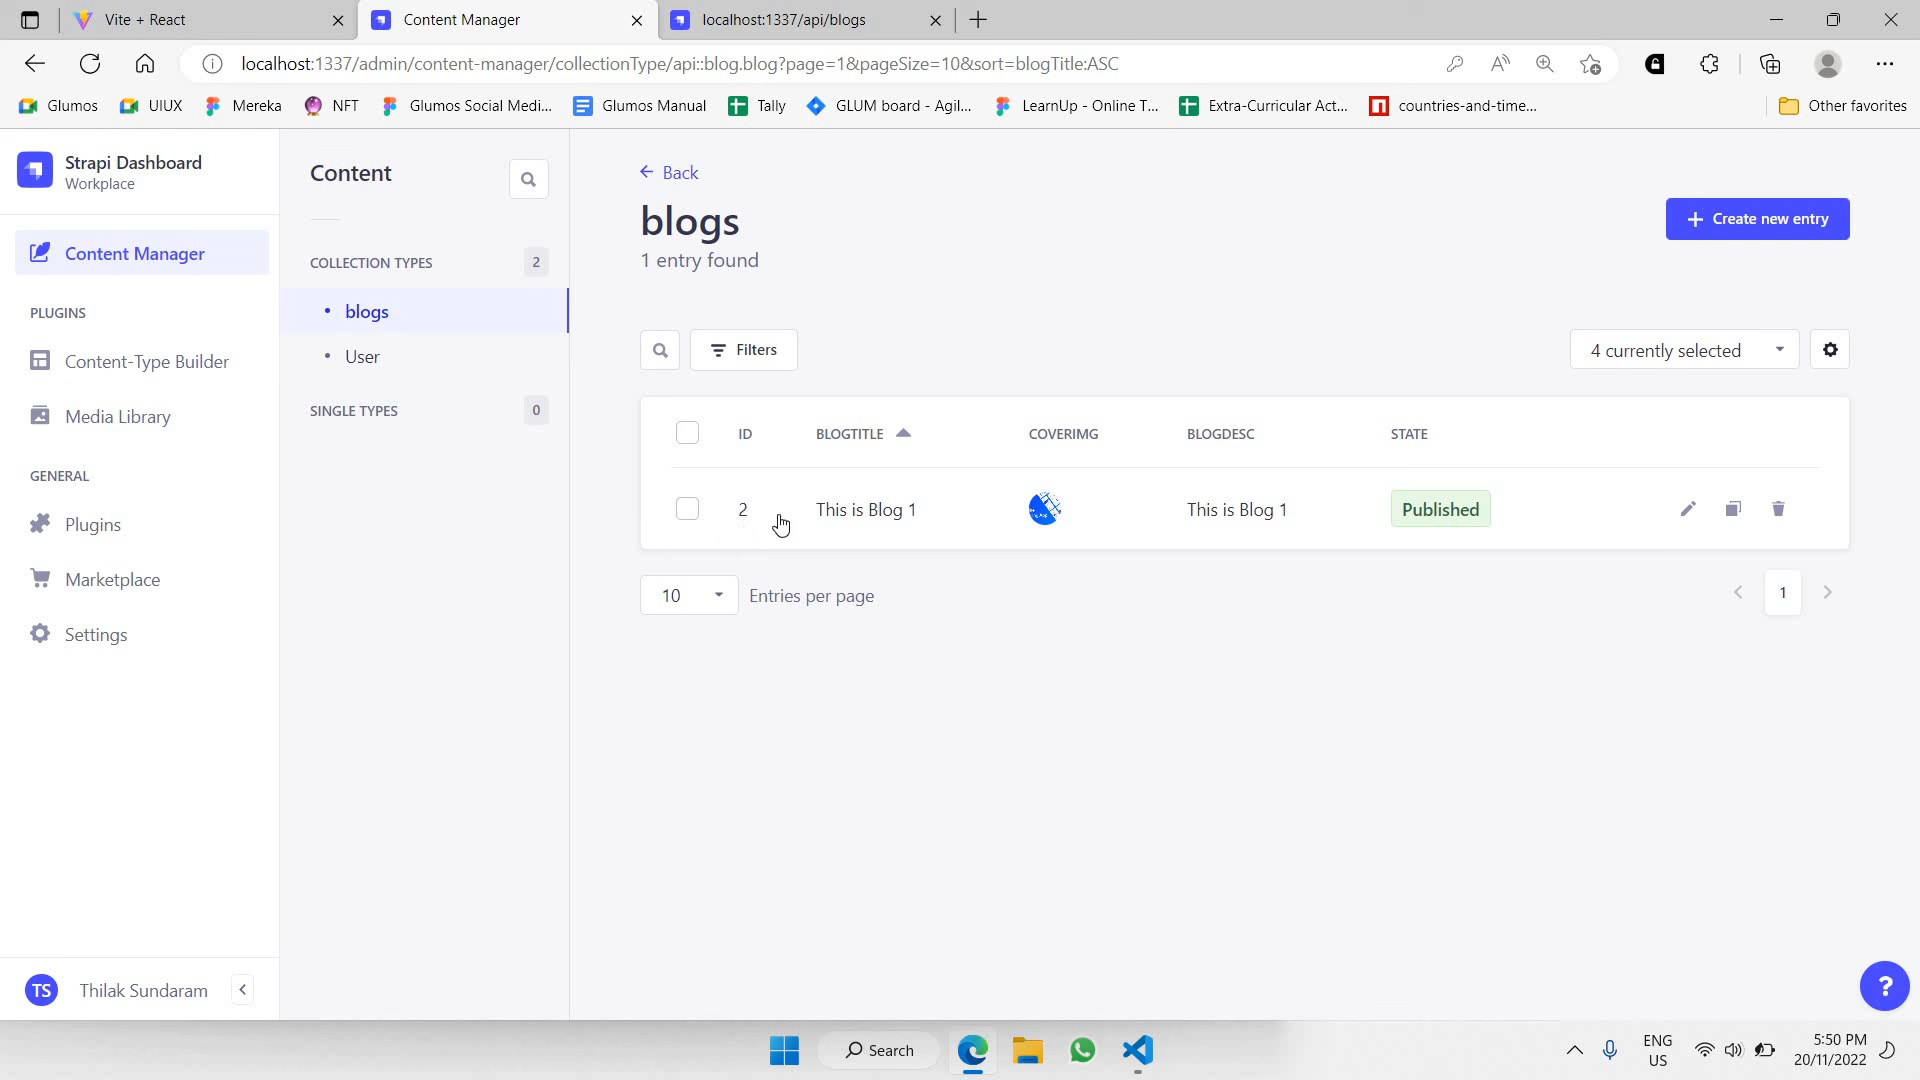 Vite + React
Content Manager
localhost:1337/api/blogs
localhost:1337/admin/content-manager/collectionType/api::blog.blog?page=1&pageSize=10&sort=blogTitle:ASC
Glumos
UIUX
Mereka
NFT
Glumos Social Medi...
Glumos Manual
Tally
GLUM board - Agil...
LearnUp - Online T...
Extra-Curricular Act...
countries-and-time...
Other favorites
Strapi Dashboard
Workplace
Content Manager
PLUGINS
Content-Type Builder
Media Library
GENERAL
Plugins
Marketplace
Settings
TS
Thilak Sundaram
Content
COLLECTION TYPES
2
blogs
User
SINGLE TYPES
0
Back
blogs
1 entry found
Create new entry
Filters
4 currently selected
ID
BLOGTITLE
COVERIMG
BLOGDESC
STATE
2
This is Blog 1
This is Blog 1
Published
10
Entries per page
1
?
Search
ENG
US
5:50 PM
20/11/2022